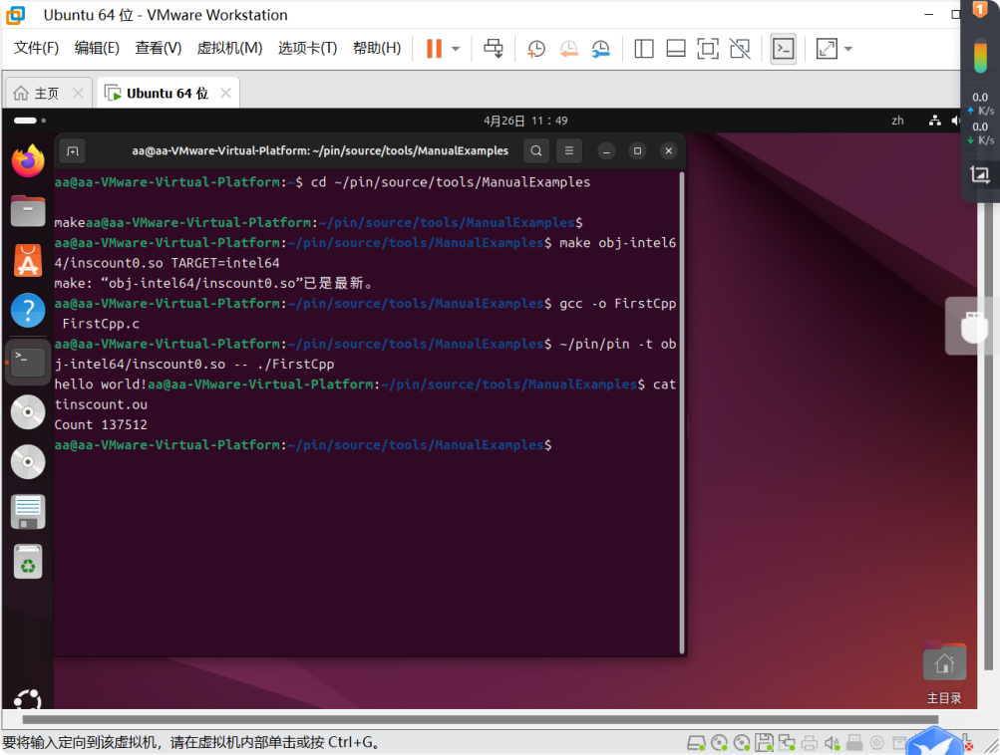 Ubuntu 64 位 - VMware Workstation
1
文件(F) 编辑(E) 查看(V) 虚拟机(M) 选项卡(T) 帮助(H)
主页
Ubuntu 64 位
0.0
K/s
0.0
K/s
4月26日 11：49
zh
aa@aa-VMware-Virtual-Platform: ~/pin/source/tools/ManualExamples
aa@aa-VMware-Virtual-Platform:~$ cd ~/pin/source/tools/ManualExamples
makeaa@aa-VMware-Virtual-Platform:~/pin/source/tools/ManualExamples$
aa@aa-VMware-Virtual-Platform:~/pin/source/tools/ManualExamples$ make obj-intel6
4/inscount0.so TARGET=intel64
make: “obj-intel64/inscount0.so”已是最新。
aa@aa-VMware-Virtual-Platform:~/pin/source/tools/ManualExamples$ gcc -o FirstCpp
FirstCpp.c
aa@aa-VMware-Virtual-Platform:~/pin/source/tools/ManualExamples$ ~/pin/pin -t ob
j-intel64/inscount0.so -- ./FirstCpp
hello world!aa@aa-VMware-Virtual-Platform:~/pin/source/tools/ManualExamples$ cat
tinscount.ou
Count 137512
aa@aa-VMware-Virtual-Platform:~/pin/source/tools/ManualExamples$
主目录
要将输入定向到该虚拟机，请在虚拟机内部单击或按 Ctrl+G。